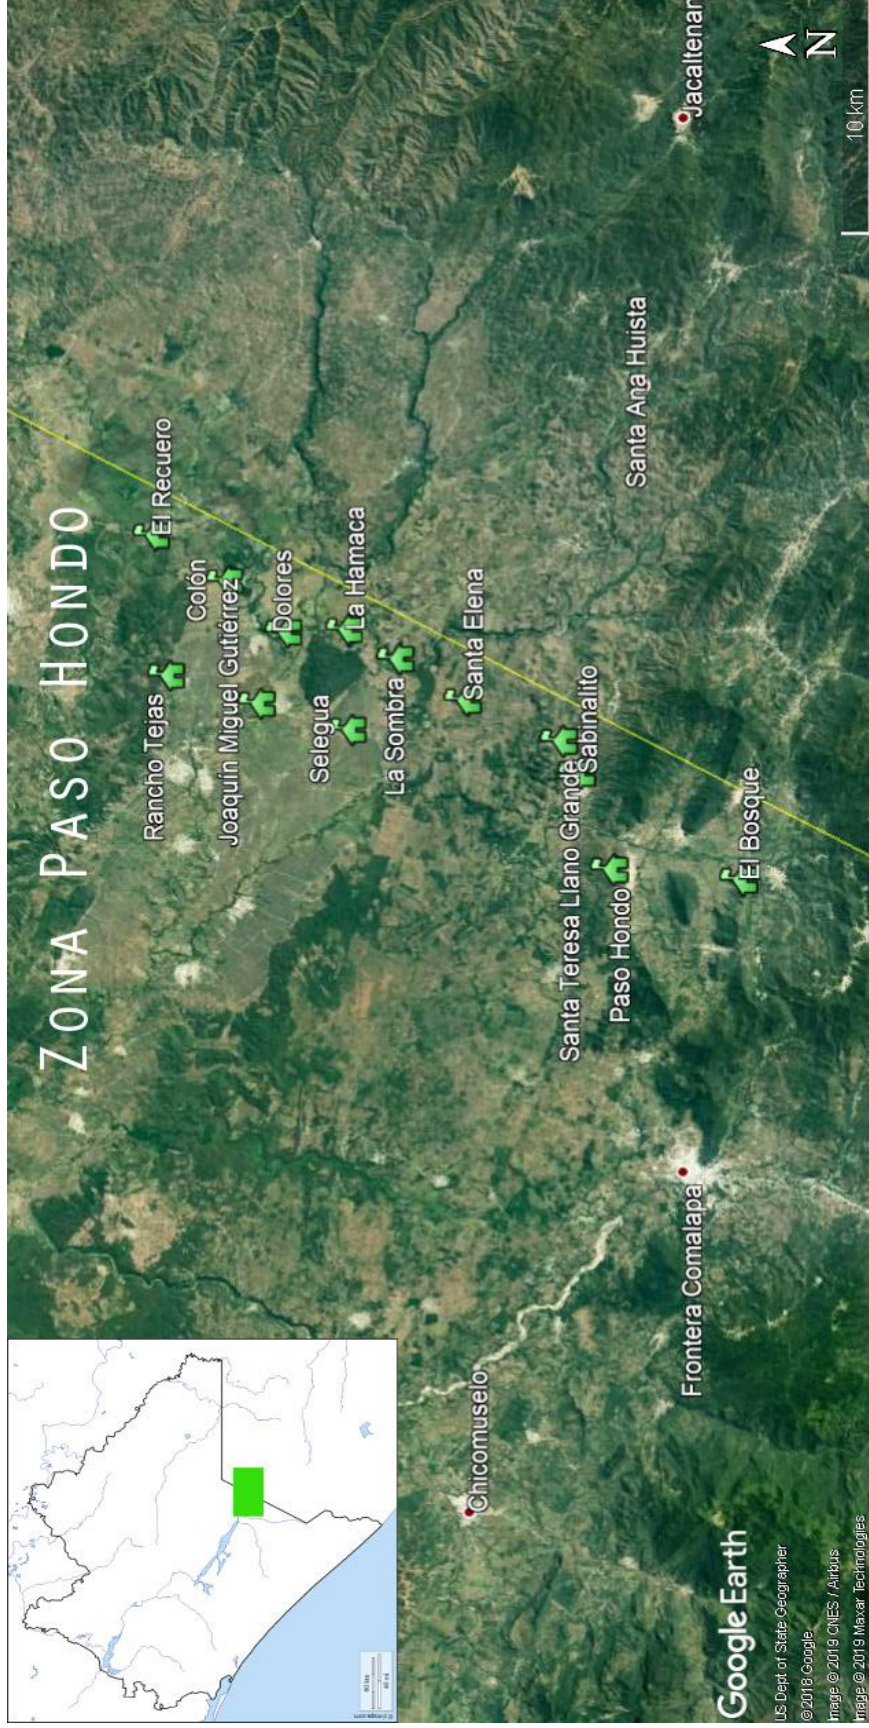 ZONA PASO HONDO
El Recuero
Colón
Rancho Tejas
Joaquín Miguel Gutiérrez
Dolores
La Hamaca
Selegua
La Sombra
Santa Elena
Sabinalito
Santa Teresa Llano Grande
Paso Hondo
El Bosque
Santa Ana Huista
Jacaltenan
Chicomuselo
Frontera Comalapa
N
10 km
Google Earth
US Dept of State Geographer
© 2018 Google
Image © 2019 CNES / Airbus
Image © 2019 Maxar Technologies